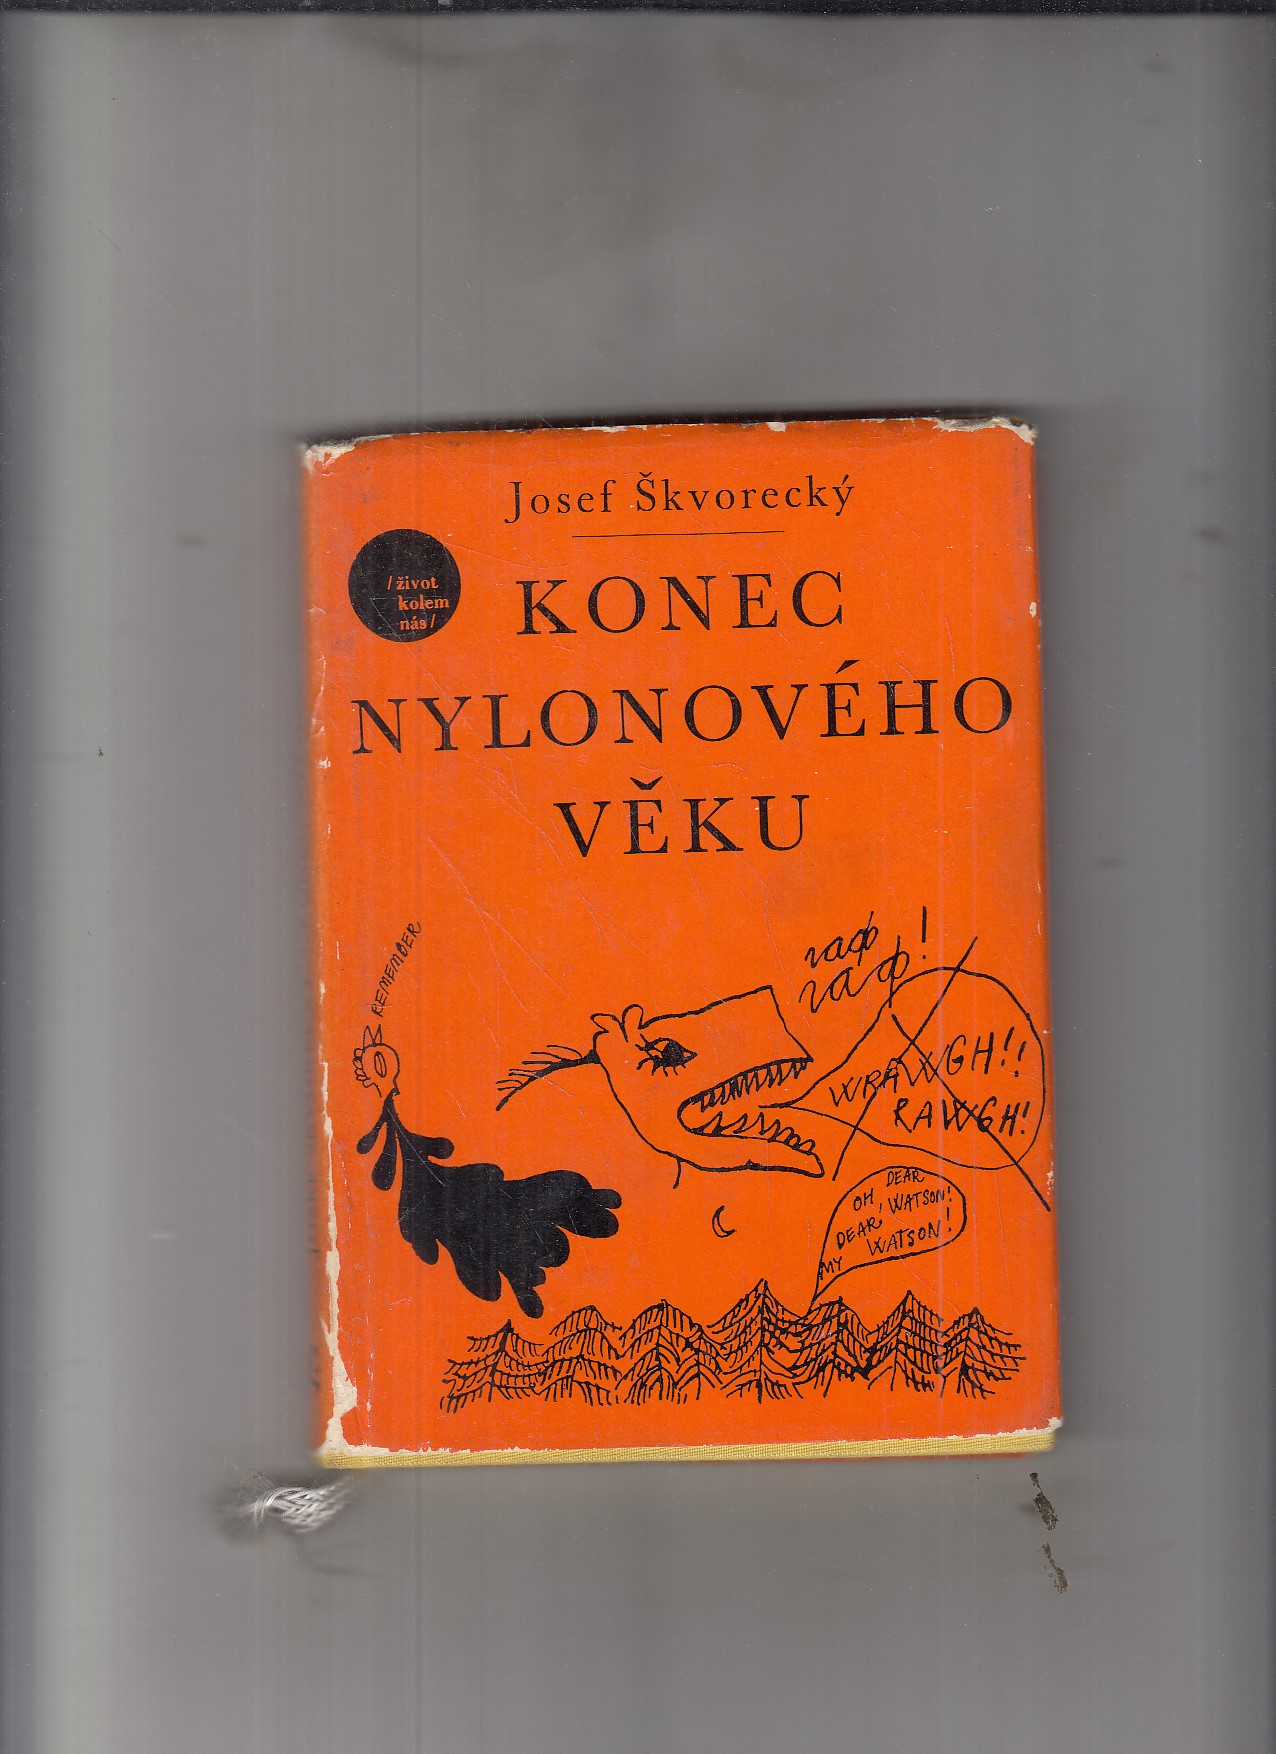 Josef Škvorecký
/život
kolem
nás/
KONEC
NYLONOVÉHO
VĚKU
REMEMBER
гаф
гаф!
WRAWGH!!
RAWGH!
OH DEAR
DEAR, WATSON!
MY WATSON!